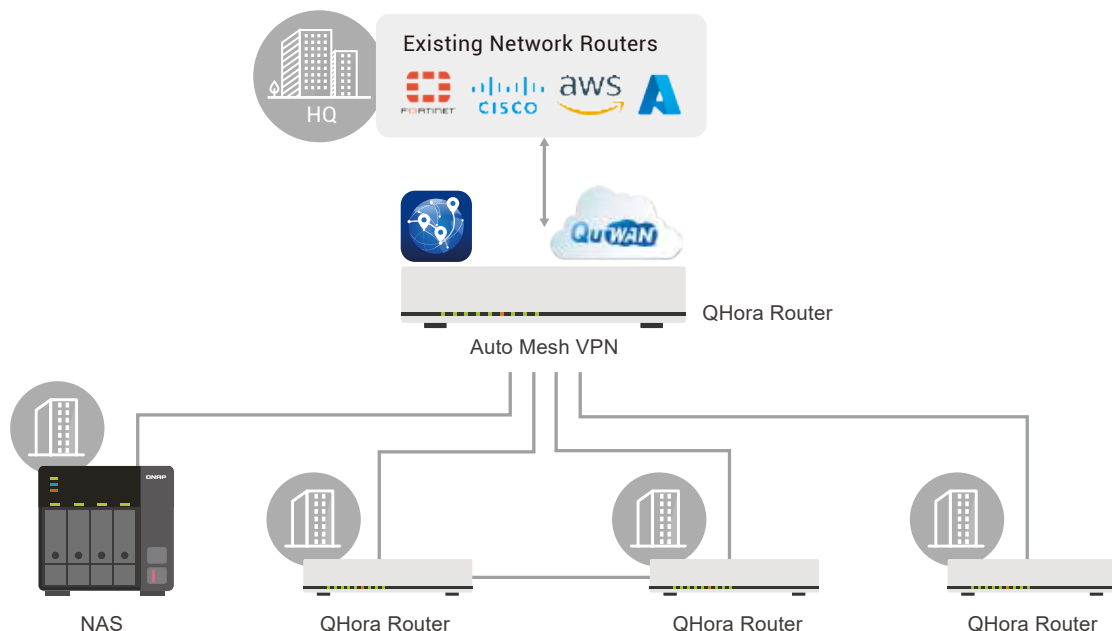 Existing Network Routers
HQ
FORTINET
CISCO
aws
QuWAN
QHora Router
Auto Mesh VPN
QNAP
NAS
QHora Router
QHora Router
QHora Router